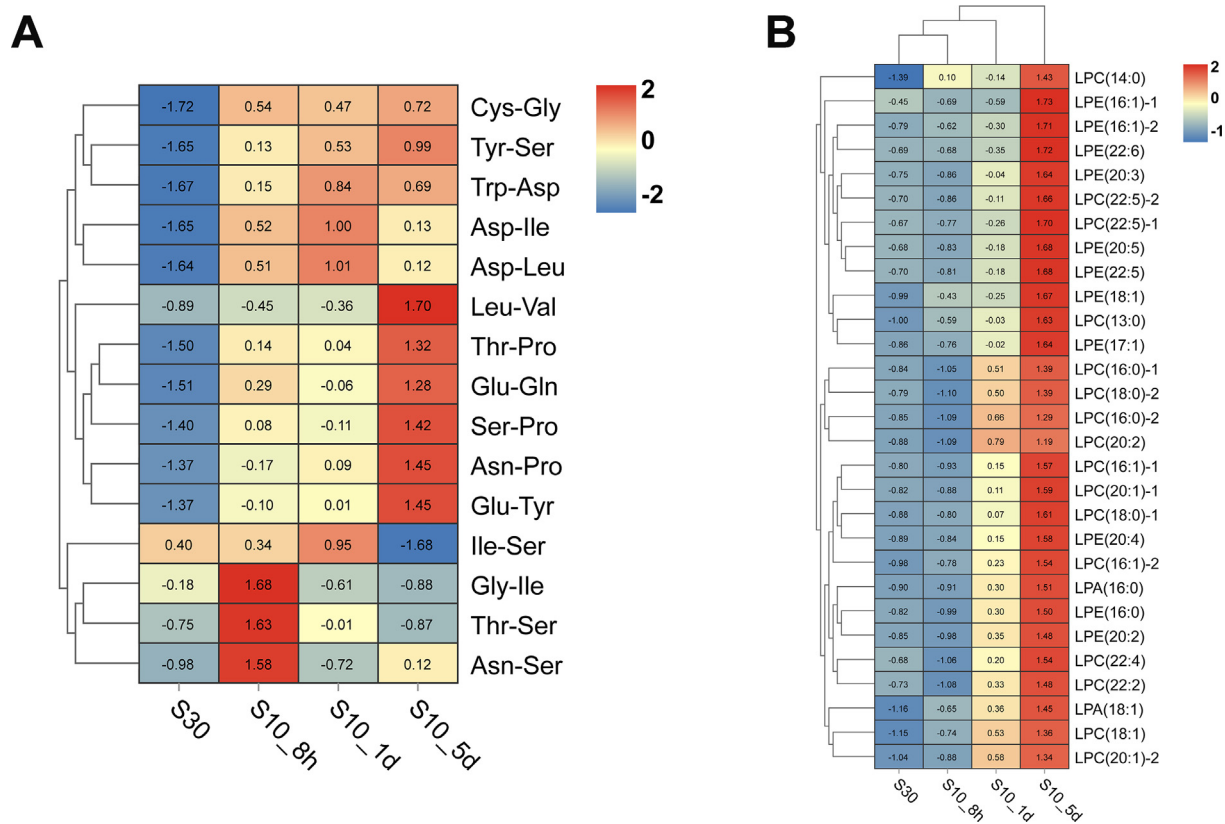 A
-1.72 0.54 0.47 0.72 Cys-Gly
-1.65 0.13 0.53 0.99 Tyr-Ser
-1.67 0.15 0.84 0.69 Trp-Asp
-1.65 0.52 1.00 0.13 Asp-Ile
-1.64 0.51 1.01 0.12 Asp-Leu
-0.89 -0.45 -0.36 1.70 Leu-Val
-1.50 0.14 0.04 1.32 Thr-Pro
-1.51 0.29 -0.06 1.28 Glu-Gln
-1.40 0.08 -0.11 1.42 Ser-Pro
-1.37 -0.17 0.09 1.45 Asn-Pro
-1.37 -0.10 0.01 1.45 Glu-Tyr
0.40 0.34 0.95 -1.68 Ile-Ser
-0.18 1.68 -0.61 -0.88 Gly-Ile
-0.75 1.63 -0.01 -0.87 Thr-Ser
-0.98 1.58 -0.72 0.12 Asn-Ser
S30 S10_8h S10_1d S10_5d
2
0
-2
B
-1.39 0.10 -0.14 1.43 LPC(14:0)
-0.45 -0.69 -0.59 1.73 LPE(16:1)-1
-0.79 -0.62 -0.30 1.71 LPE(16:1)-2
-0.69 -0.68 -0.35 1.72 LPE(22:6)
-0.75 -0.86 -0.04 1.64 LPE(20:3)
-0.70 -0.86 -0.11 1.66 LPC(22:5)-2
-0.67 -0.77 -0.26 1.70 LPC(22:5)-1
-0.68 -0.83 -0.18 1.68 LPE(20:5)
-0.70 -0.81 -0.18 1.68 LPE(22:5)
-0.99 -0.43 -0.25 1.67 LPE(18:1)
-1.00 -0.59 -0.03 1.63 LPC(13:0)
-0.86 -0.76 -0.02 1.64 LPE(17:1)
-0.84 -1.05 0.51 1.39 LPC(16:0)-1
-0.79 -1.10 0.50 1.39 LPC(18:0)-2
-0.85 -1.09 0.66 1.29 LPC(16:0)-2
-0.88 -1.09 0.79 1.19 LPC(20:2)
-0.80 -0.93 0.15 1.57 LPC(16:1)-1
-0.82 -0.88 0.11 1.59 LPC(20:1)-1
-0.88 -0.80 0.07 1.61 LPC(18:0)-1
-0.89 -0.84 0.15 1.58 LPE(20:4)
-0.98 -0.78 0.23 1.54 LPC(16:1)-2
-0.90 -0.91 0.30 1.51 LPA(16:0)
-0.82 -0.99 0.30 1.50 LPE(16:0)
-0.85 -0.98 0.35 1.48 LPE(20:2)
-0.68 -1.06 0.20 1.54 LPC(22:4)
-0.73 -1.08 0.33 1.48 LPC(22:2)
-1.16 -0.65 0.36 1.45 LPA(18:1)
-1.15 -0.74 0.53 1.36 LPC(18:1)
-1.04 -0.88 0.58 1.34 LPC(20:1)-2
S30 S10_8h S10_1d S10_5d
2
0
-1